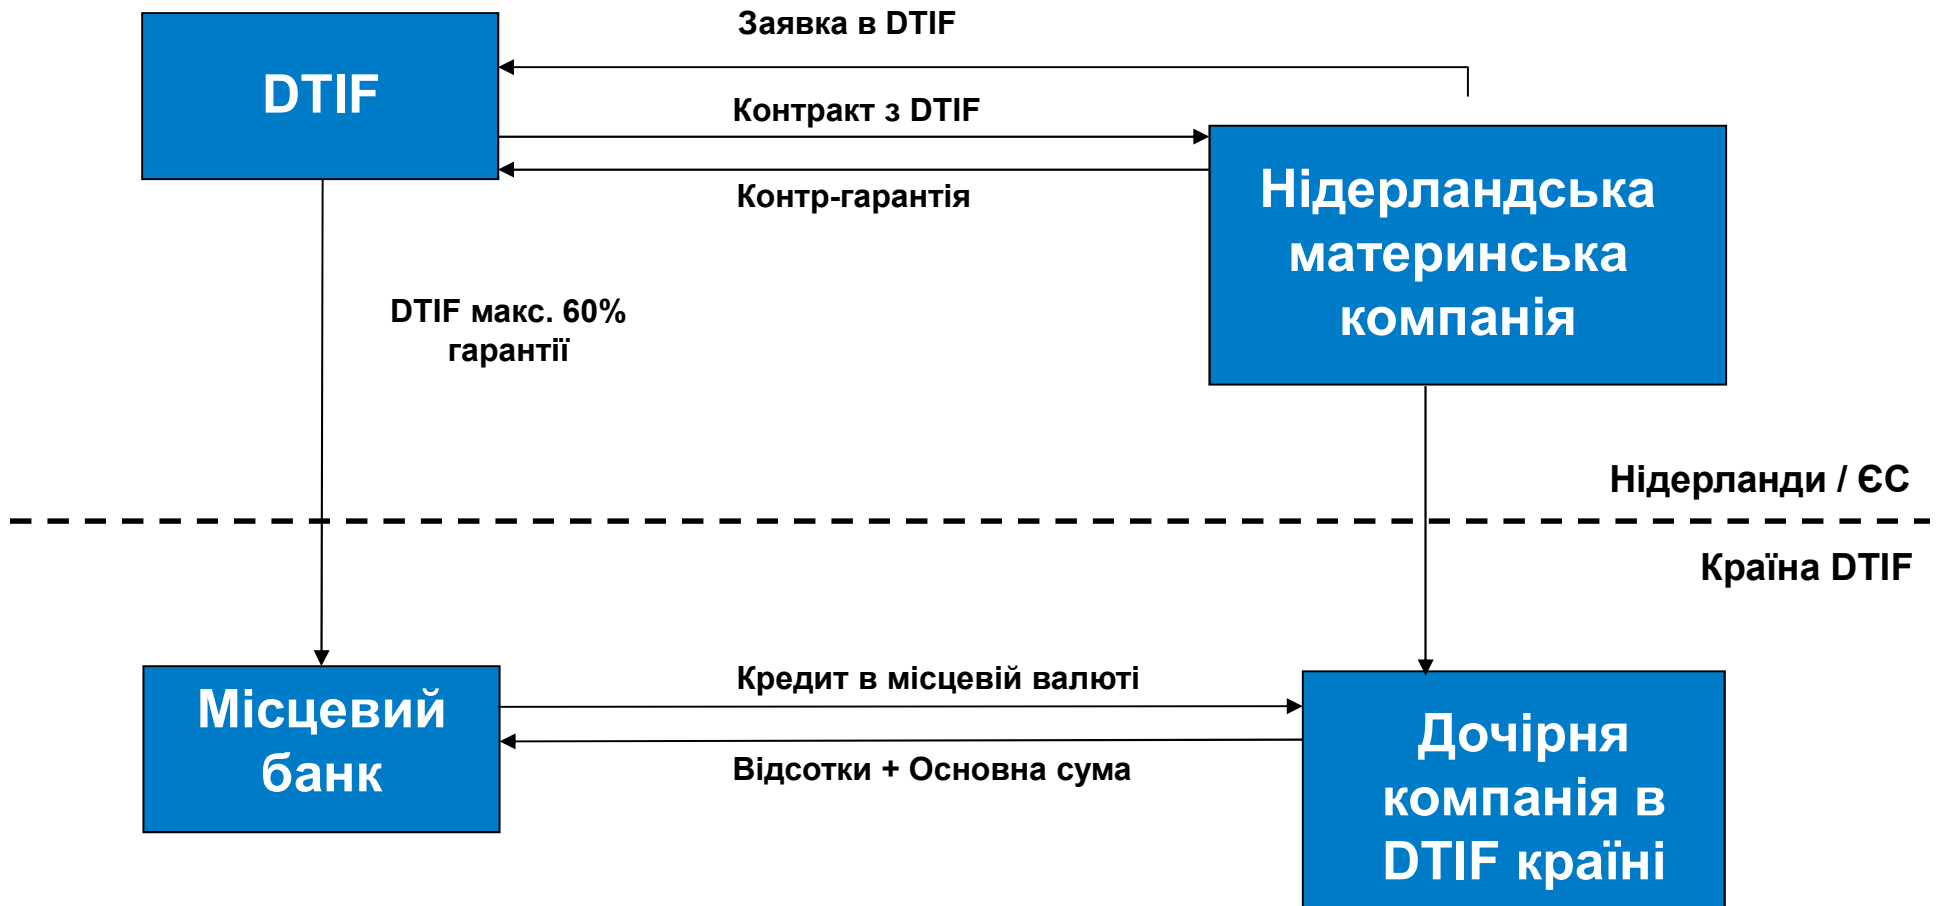 Заявка в DTIF
DTIF
Контракт з DTIF
Контр-гарантія
Нідерландська
материнська
компанія
DTIF макс. 60%
гарантії
Нідерланди / ЄС
Країна DTIF
Місцевий
банк
Кредит в місцевій валюті
Відсотки + Основна сума
Дочірня
компанія в
DTIF країні